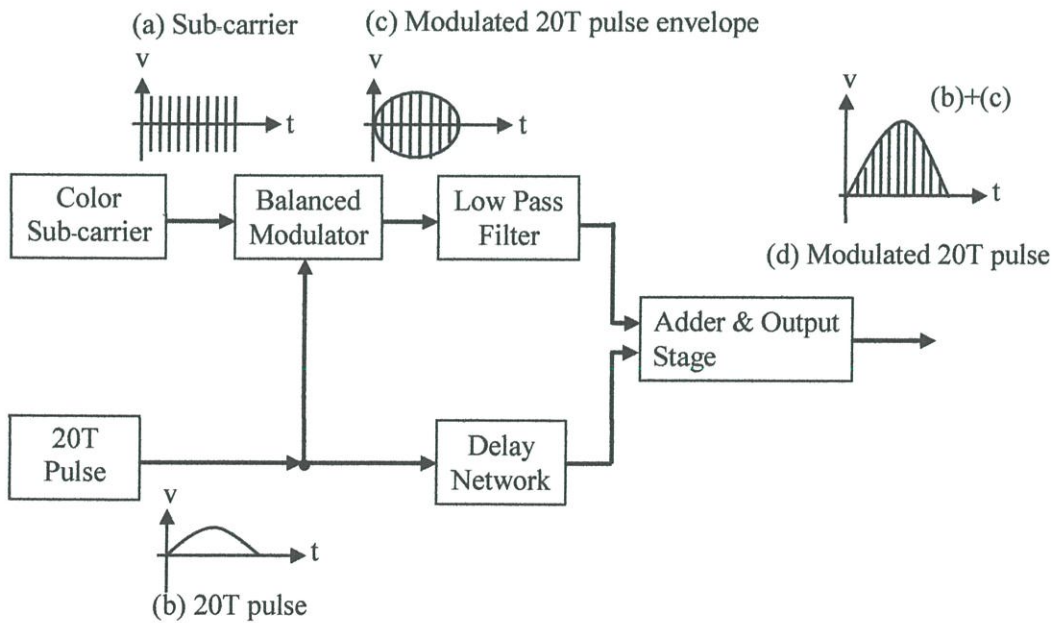 (a) Sub-carrier
(c) Modulated 20T pulse envelope
v
t
v
t
v
(b)+(c)
t
(d) Modulated 20T pulse
Color
Sub-carrier
Balanced
Modulator
Low Pass
Filter
Adder & Output
Stage
20T
Pulse
Delay
Network
v
t
(b) 20T pulse